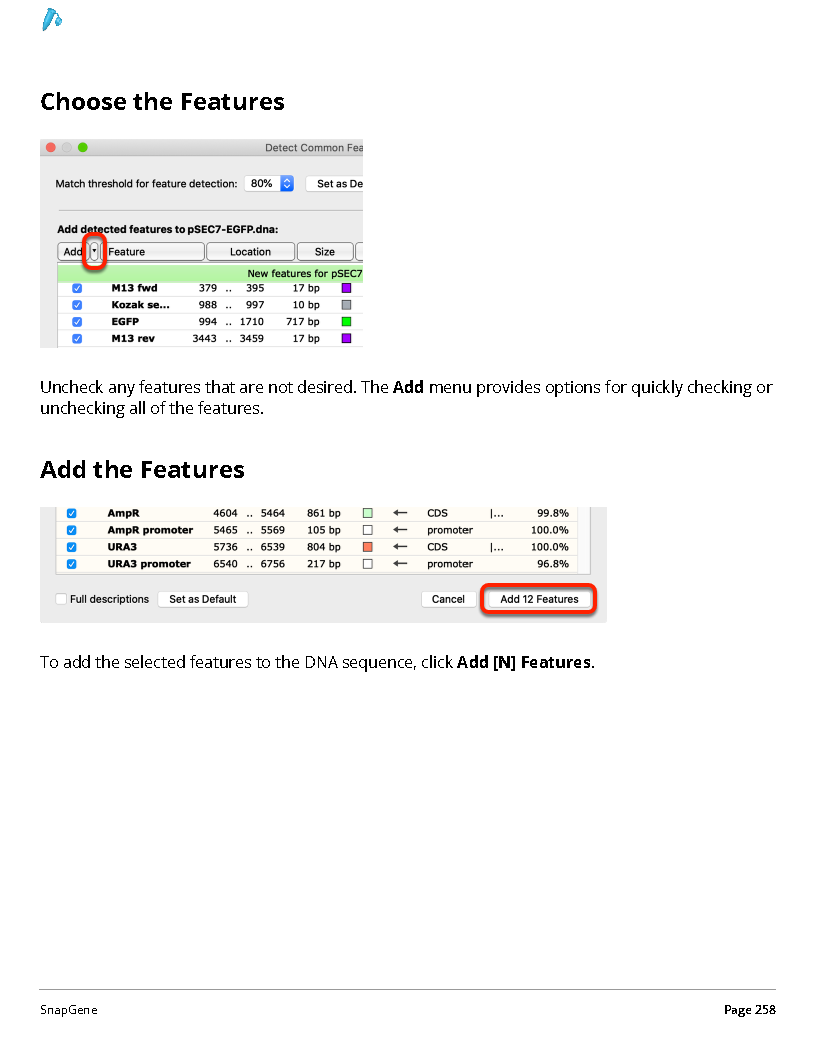 Choose the Features
Detect Common Fea
Match threshold for feature detection: 80% Set as De
Add detected features to pSEC7-EGFP.dna:
Add Feature Location Size
New features for pSEC7
M13 fwd 379 .. 395 17 bp
Kozak se... 988 .. 997 10 bp
EGFP 994 .. 1710 717 bp
M13 rev 3443 .. 3459 17 bp
Uncheck any features that are not desired. The Add menu provides options for quickly checking or
unchecking all of the features.
Add the Features
AmpR 4604 .. 5464 861 bp CDS |... 99.8%
AmpR promoter 5465 .. 5569 105 bp promoter 100.0%
URA3 5736 .. 6539 804 bp CDS |... 100.0%
URA3 promoter 6540 .. 6756 217 bp promoter 96.8%
Full descriptions Set as Default Cancel Add 12 Features
To add the selected features to the DNA sequence, click Add [N] Features.
SnapGene Page 258